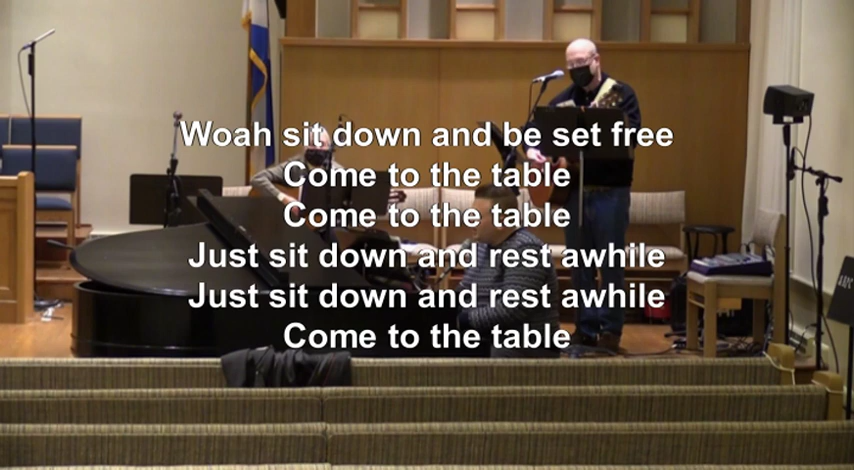 Woah sit down and be set free
Come to the table
Come to the table
Just sit down and rest awhile
Just sit down and rest awhile
Come to the table